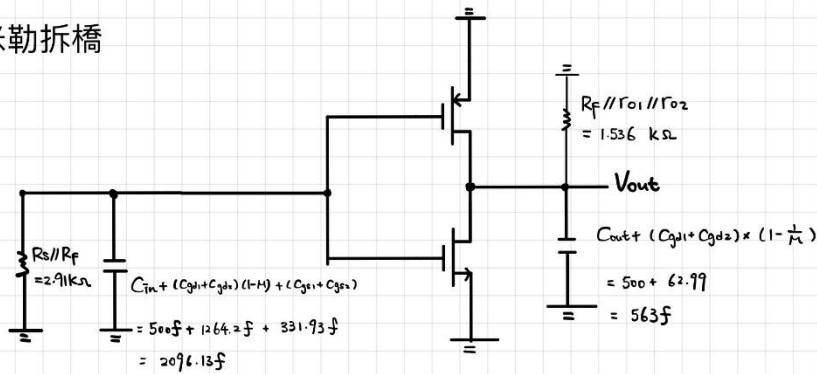 勒拆橋
RF//ro1//ro2
= 1.536 kΩ
Vout
Rs//RF
=2.91kΩ
Cin + (Cgd1+Cgd2)(1-M) + (Cgs1+Cgs2)
= 500f + 1264.2f + 331.93f
= 2096.13f
Cout + (Cgd1+Cgd2) × (1-1/M)
= 500 + 62.99
= 563f